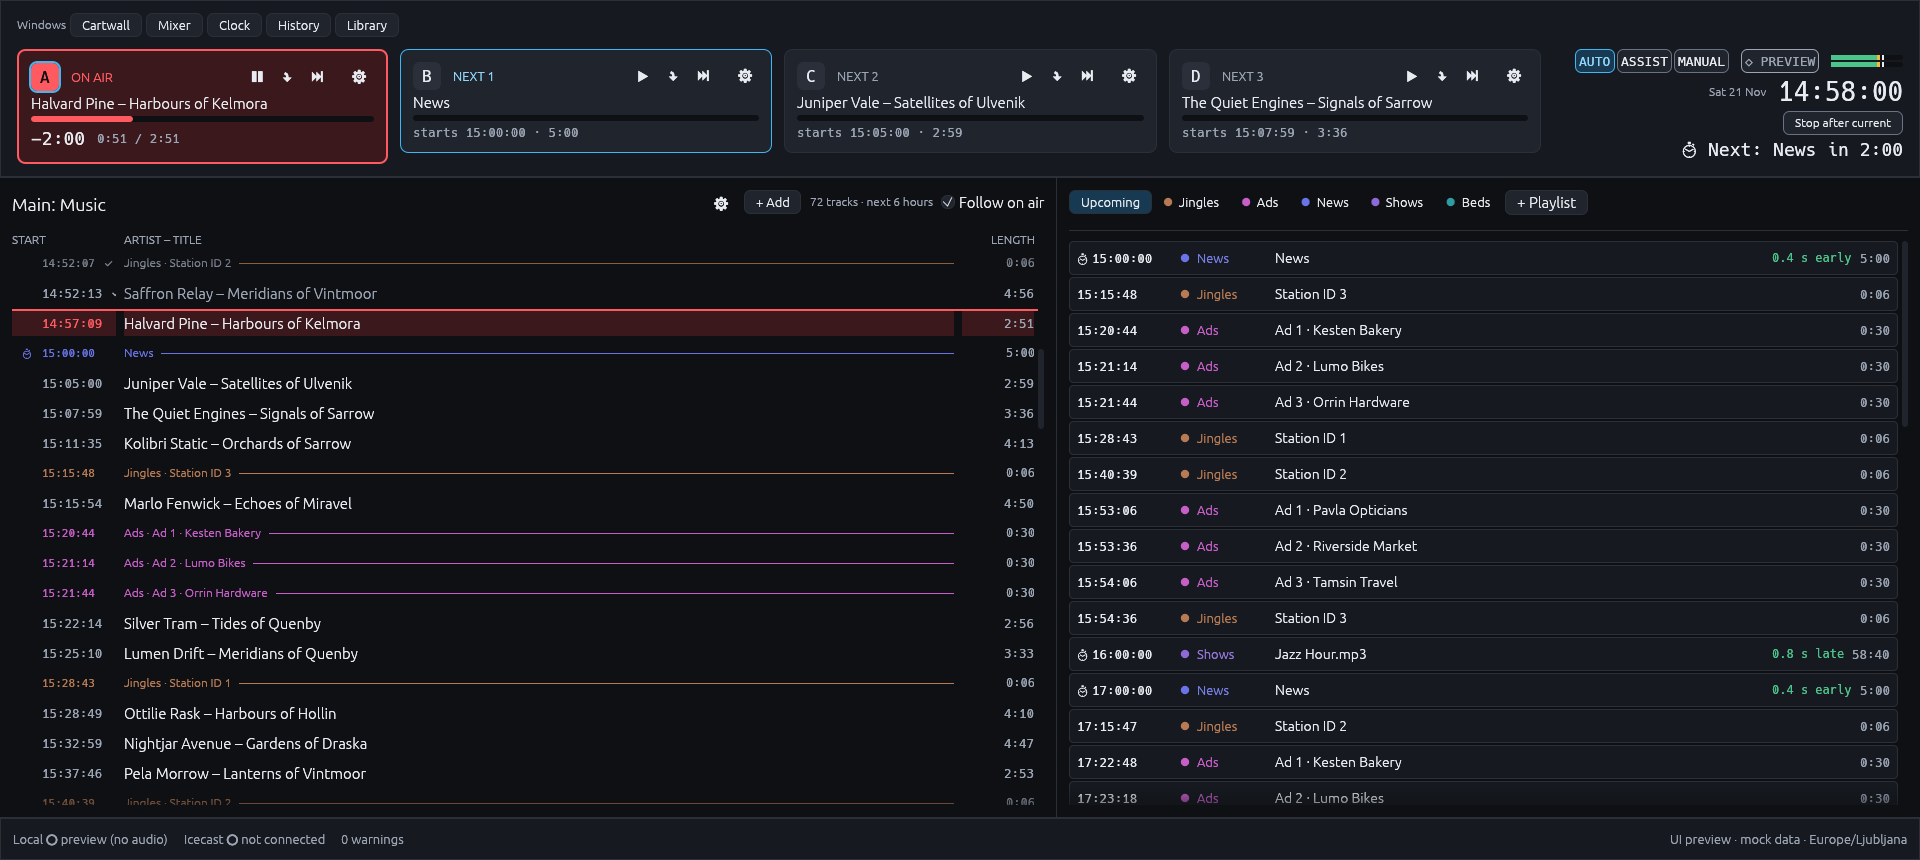 Windows Cartwall Mixer Clock History Library
A ON AIR
Halvard Pine – Harbours of Kelmora
−2:00 0:51 / 2:51
B NEXT 1
News
starts 15:00:00 · 5:00
C NEXT 2
Juniper Vale – Satellites of Ulvenik
starts 15:05:00 · 2:59
D NEXT 3
The Quiet Engines – Signals of Sarrow
starts 15:07:59 · 3:36
AUTO ASSIST MANUAL ◇ PREVIEW
Sat 21 Nov 14:58:00
Stop after current
Next: News in 2:00
Main: Music + Add 72 tracks · next 6 hours Follow on air
START ARTIST – TITLE LENGTH
14:52:07 Jingles · Station ID 2 0:06
14:52:13 Saffron Relay – Meridians of Vintmoor 4:56
14:57:09 Halvard Pine – Harbours of Kelmora 2:51
15:00:00 News 5:00
15:05:00 Juniper Vale – Satellites of Ulvenik 2:59
15:07:59 The Quiet Engines – Signals of Sarrow 3:36
15:11:35 Kolibri Static – Orchards of Sarrow 4:13
15:15:48 Jingles · Station ID 3 0:06
15:15:54 Marlo Fenwick – Echoes of Miravel 4:50
15:20:44 Ads · Ad 1 · Kesten Bakery 0:30
15:21:14 Ads · Ad 2 · Lumo Bikes 0:30
15:21:44 Ads · Ad 3 · Orrin Hardware 0:30
15:22:14 Silver Tram – Tides of Quenby 2:56
15:25:10 Lumen Drift – Meridians of Quenby 3:33
15:28:43 Jingles · Station ID 1 0:06
15:28:49 Ottilie Rask – Harbours of Hollin 4:10
15:32:59 Nightjar Avenue – Gardens of Draska 4:47
15:37:46 Pela Morrow – Lanterns of Vintmoor 2:53
15:40:39 Jingles · Station ID 2 0:06
Upcoming Jingles Ads News Shows Beds + Playlist
15:00:00 News News 0.4 s early 5:00
15:15:48 Jingles Station ID 3 0:06
15:20:44 Ads Ad 1 · Kesten Bakery 0:30
15:21:14 Ads Ad 2 · Lumo Bikes 0:30
15:21:44 Ads Ad 3 · Orrin Hardware 0:30
15:28:43 Jingles Station ID 1 0:06
15:40:39 Jingles Station ID 2 0:06
15:53:06 Ads Ad 1 · Pavla Opticians 0:30
15:53:36 Ads Ad 2 · Riverside Market 0:30
15:54:06 Ads Ad 3 · Tamsin Travel 0:30
15:54:36 Jingles Station ID 3 0:06
16:00:00 Shows Jazz Hour.mp3 0.8 s late 58:40
17:00:00 News News 0.4 s early 5:00
17:15:47 Jingles Station ID 2 0:06
17:22:48 Ads Ad 1 · Kesten Bakery 0:30
17:23:18 Ads Ad 2 · Lumo Bikes 0:30
Local preview (no audio) Icecast not connected 0 warnings
UI preview · mock data · Europe/Ljubljana